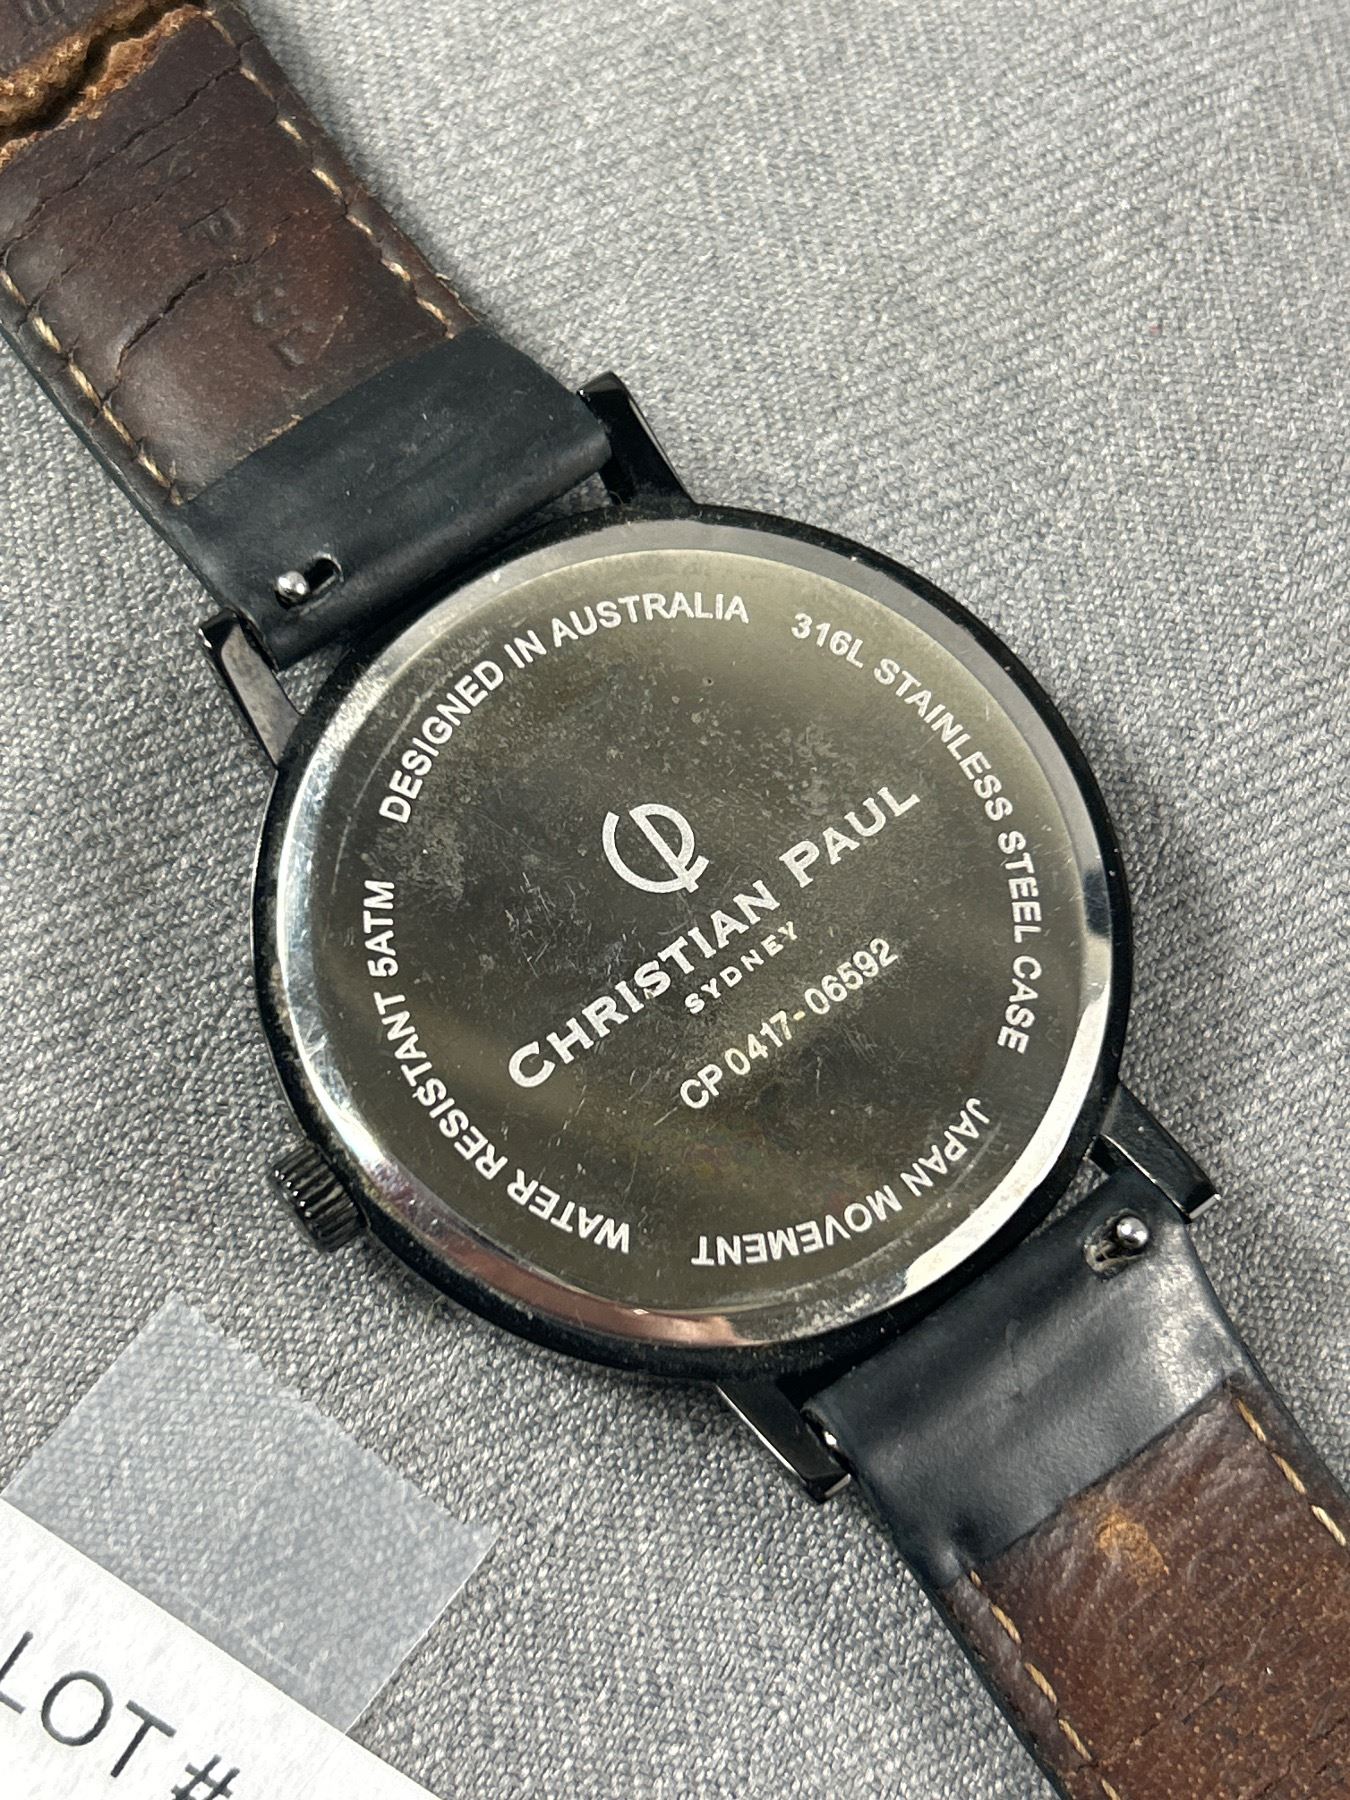 DESIGNED IN AUSTRALIA
316L STAINLESS STEEL CASE
JAPAN MOVEMENT
WATER RESISTANT 5ATM
CHRISTIAN PAUL
SYDNEY
CP0417-06592
LOT #